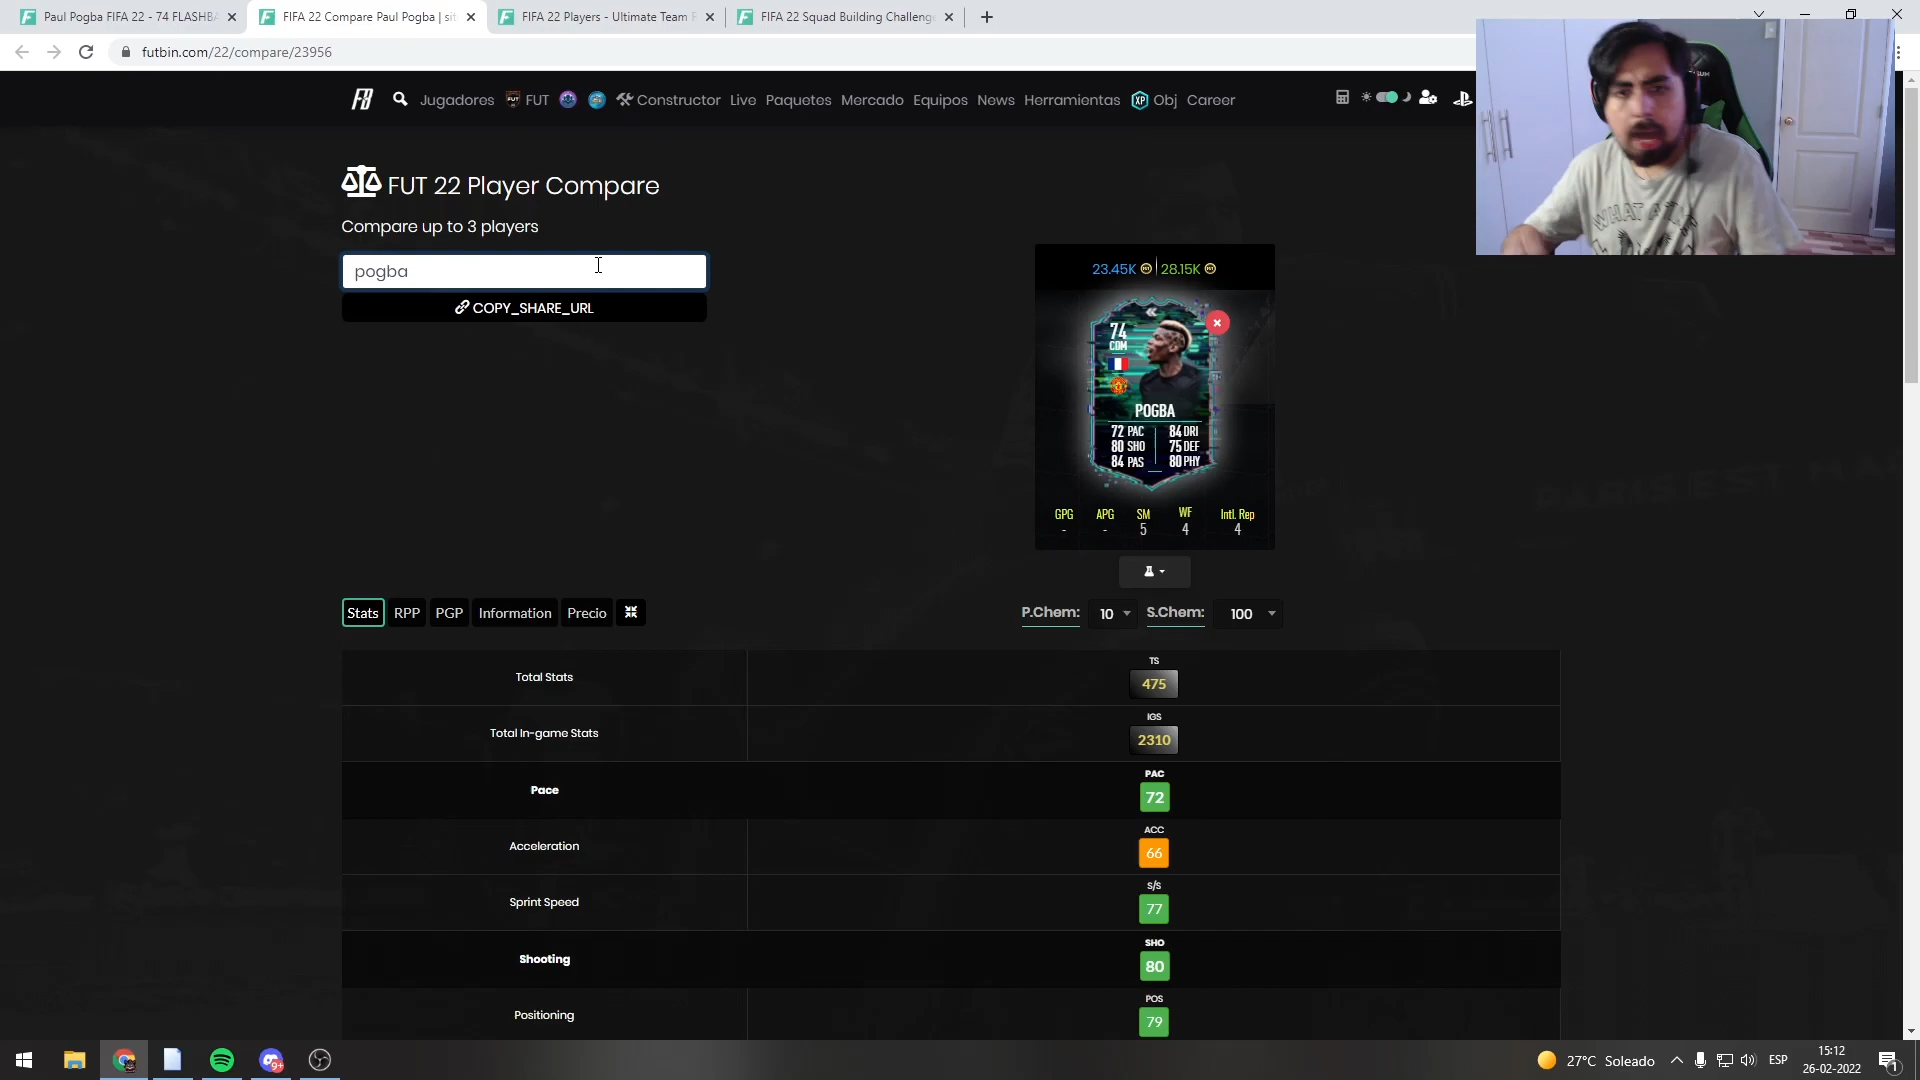 Paul Pogba FIFA 22 - 74 FLASHBA
FIFA 22 Compare Paul Pogba | sit
FIFA 22 Players - Ultimate Team
FIFA 22 Squad Building Challenge
futbin.com/22/compare/23956
Jugadores FUT Constructor Live Paquetes Mercado Equipos News Herramientas XP Obj Career
FUT 22 Player Compare
Compare up to 3 players
pogba
COPY_SHARE_URL
23.45K 28.15K
74
CDM
POGBA
72 PAC 84 DRI
80 SHO 75 DEF
84 PAS 80 PHY
GPG APG SM WF Intl. Rep
- - 5 4 4
Stats RPP PGP Information Precio
P.Chem: 10 S.Chem: 100
TS
Total Stats 475
IGS
Total In-game Stats 2310
PAC
Pace 72
ACC
Acceleration 66
S/S
Sprint Speed 77
SHO
Shooting 80
POS
Positioning 79
9+
27°C Soleado
ESP
15:12
26-02-2022
1